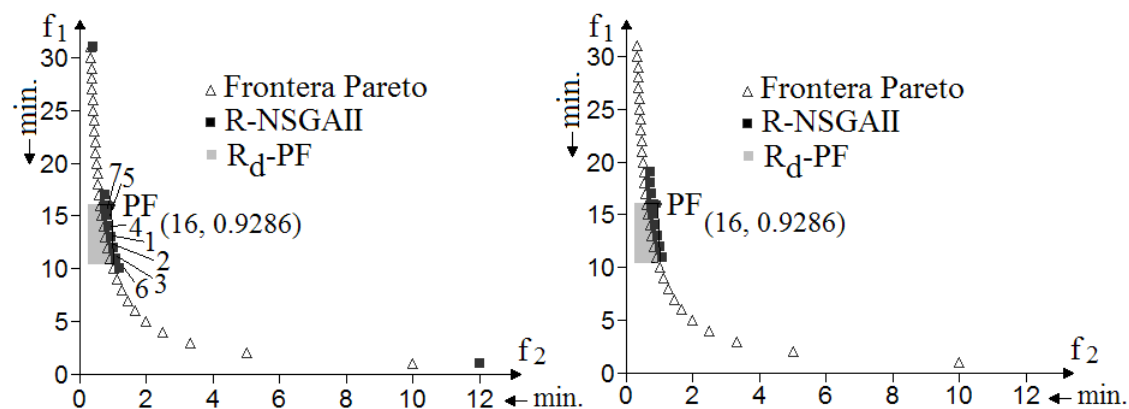 f1
30
25
20
15
10
5
0
min.
Frontera Pareto
R-NSGAII
Rd-PF
75
PF
(16, 0.9286)
4
1
2
3
6
f2
0 2 4 6 8 10 12
min.
f1
30
25
20
15
10
5
0
min.
Frontera Pareto
R-NSGAII
Rd-PF
PF
(16, 0.9286)
f2
0 2 4 6 8 10 12
min.